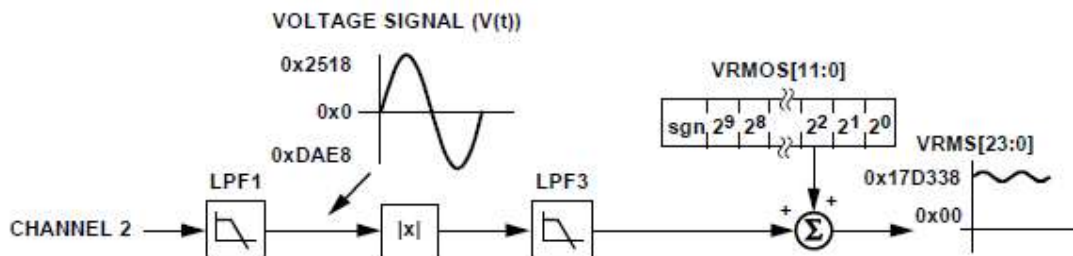 VOLTAGE SIGNAL (V(t))
0x2518
0x0
0xDAE8
VRMOS[11:0]
sgn 2⁹ 2⁸ 2² 2¹ 2⁰
VRMS[23:0]
0x17D338
0x00
LPF1
LPF3
CHANNEL 2
|x|
+ +
Σ